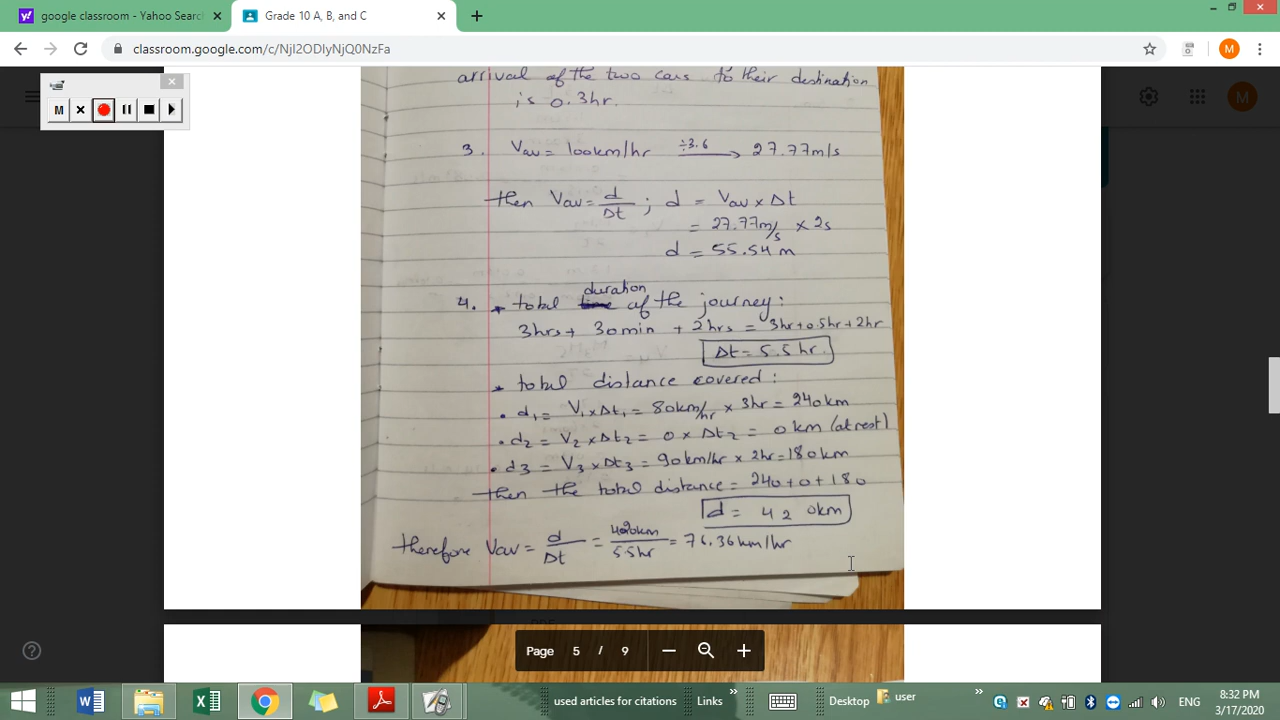 google classroom - Yahoo Searc
Grade 10 A, B, and C
classroom.google.com/c/NjI2ODIyNjQ0NzFa
M
M
M
arrival of the two cars to their destination
is 0.3hr.
3. Vav = 100km/hr ÷3.6 → 27.77m/s
then Vav = d/Δt ; d = Vav × Δt
= 27.77m/s × 2s
d = 55.54 m
duration
4. * total of the journey:
3hrs + 30min + 2hrs = 3hr+0.5hr+2hr
Δt = 5.5 hr.
* total distance covered:
• d1 = V1×Δt1 = 80km/hr × 3hr = 240km
• d2 = V2 × Δt2 = 0 × Δt2 = 0 km (at rest)
• d3 = V3 × Δt3 = 90km/hr × 2hr = 180km
then the total distance = 240+0+180
d = 420km
therefore Vav = d/Δt = 420km/5.5hr = 76.36km/hr
Page 5 / 9
used articles for citations
Links
»
Desktop
user
»
ENG
8:32 PM
3/17/2020